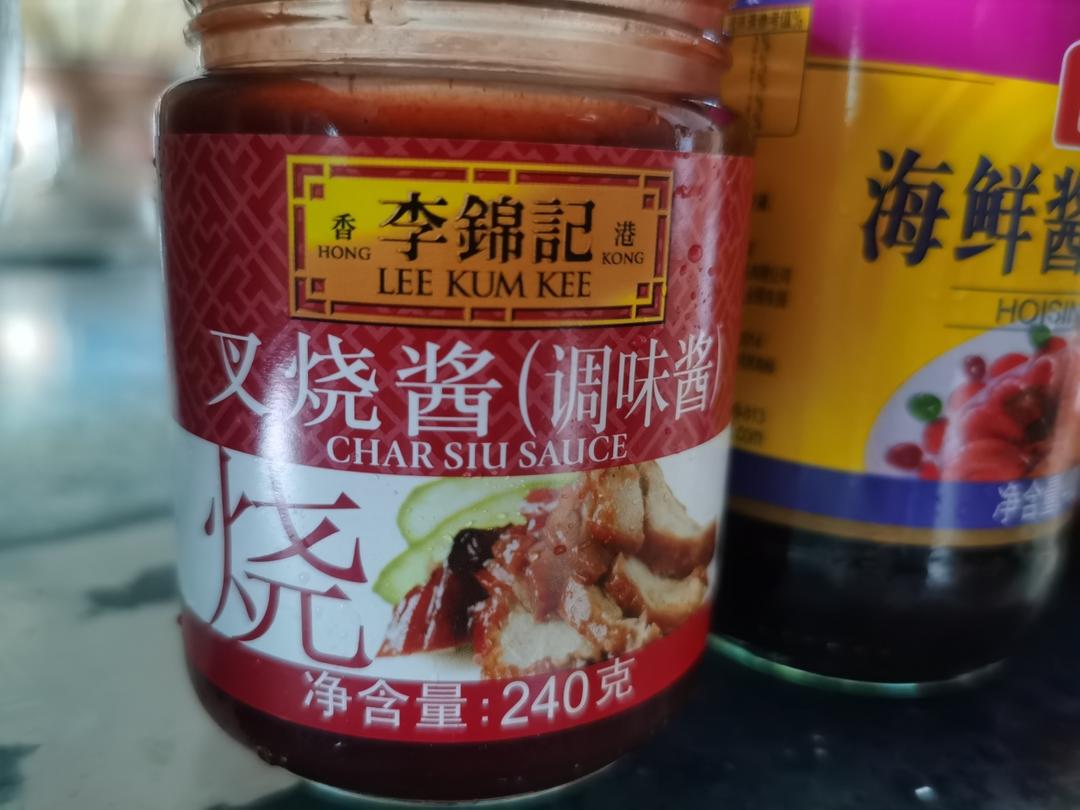 香 李錦記 港
HONG KONG
LEE KUM KEE
叉烧酱(调味酱)
CHAR SIU SAUCE
烧
净含量:240克
海鲜酱
HOISIN
净含量